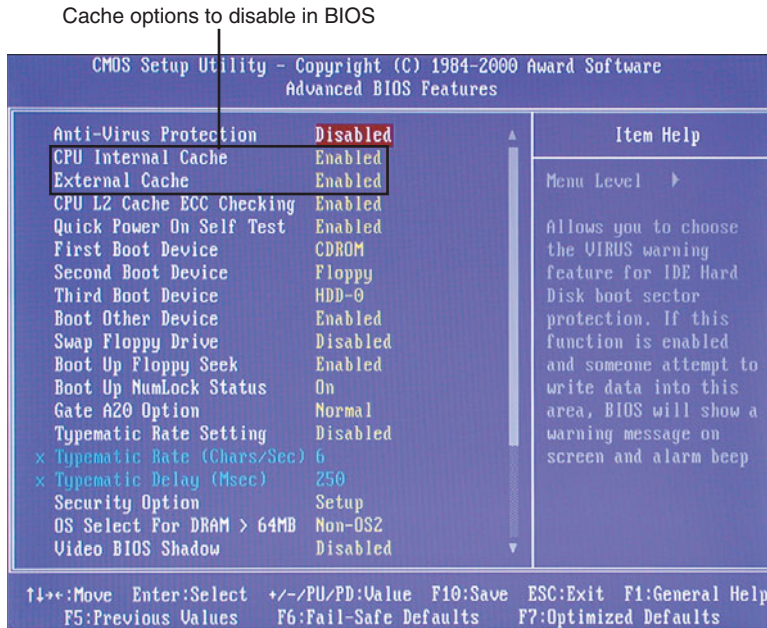 Cache options to disable in BIOS
CMOS Setup Utility – Copyright (C) 1984-2000 Award Software
Advanced BIOS Features
Anti-Virus Protection Disabled
CPU Internal Cache Enabled
External Cache Enabled
CPU L2 Cache ECC Checking Enabled
Quick Power On Self Test Enabled
First Boot Device CDROM
Second Boot Device Floppy
Third Boot Device HDD-0
Boot Other Device Enabled
Swap Floppy Drive Disabled
Boot Up Floppy Seek Enabled
Boot Up NumLock Status On
Gate A20 Option Normal
Typematic Rate Setting Disabled
x Typematic Rate (Chars/Sec) 6
x Typematic Delay (Msec) 250
Security Option Setup
OS Select For DRAM > 64MB Non-OS2
Video BIOS Shadow Disabled
Item Help
Menu Level
Allows you to choose
the VIRUS warning
feature for IDE Hard
Disk boot sector
protection. If this
function is enabled
and someone attempt to
write data into this
area, BIOS will show a
warning message on
screen and alarm beep
↑↓→←:Move Enter:Select +/-/PU/PD:Value F10:Save ESC:Exit F1:General Help
F5:Previous Values F6:Fail-Safe Defaults F7:Optimized Defaults